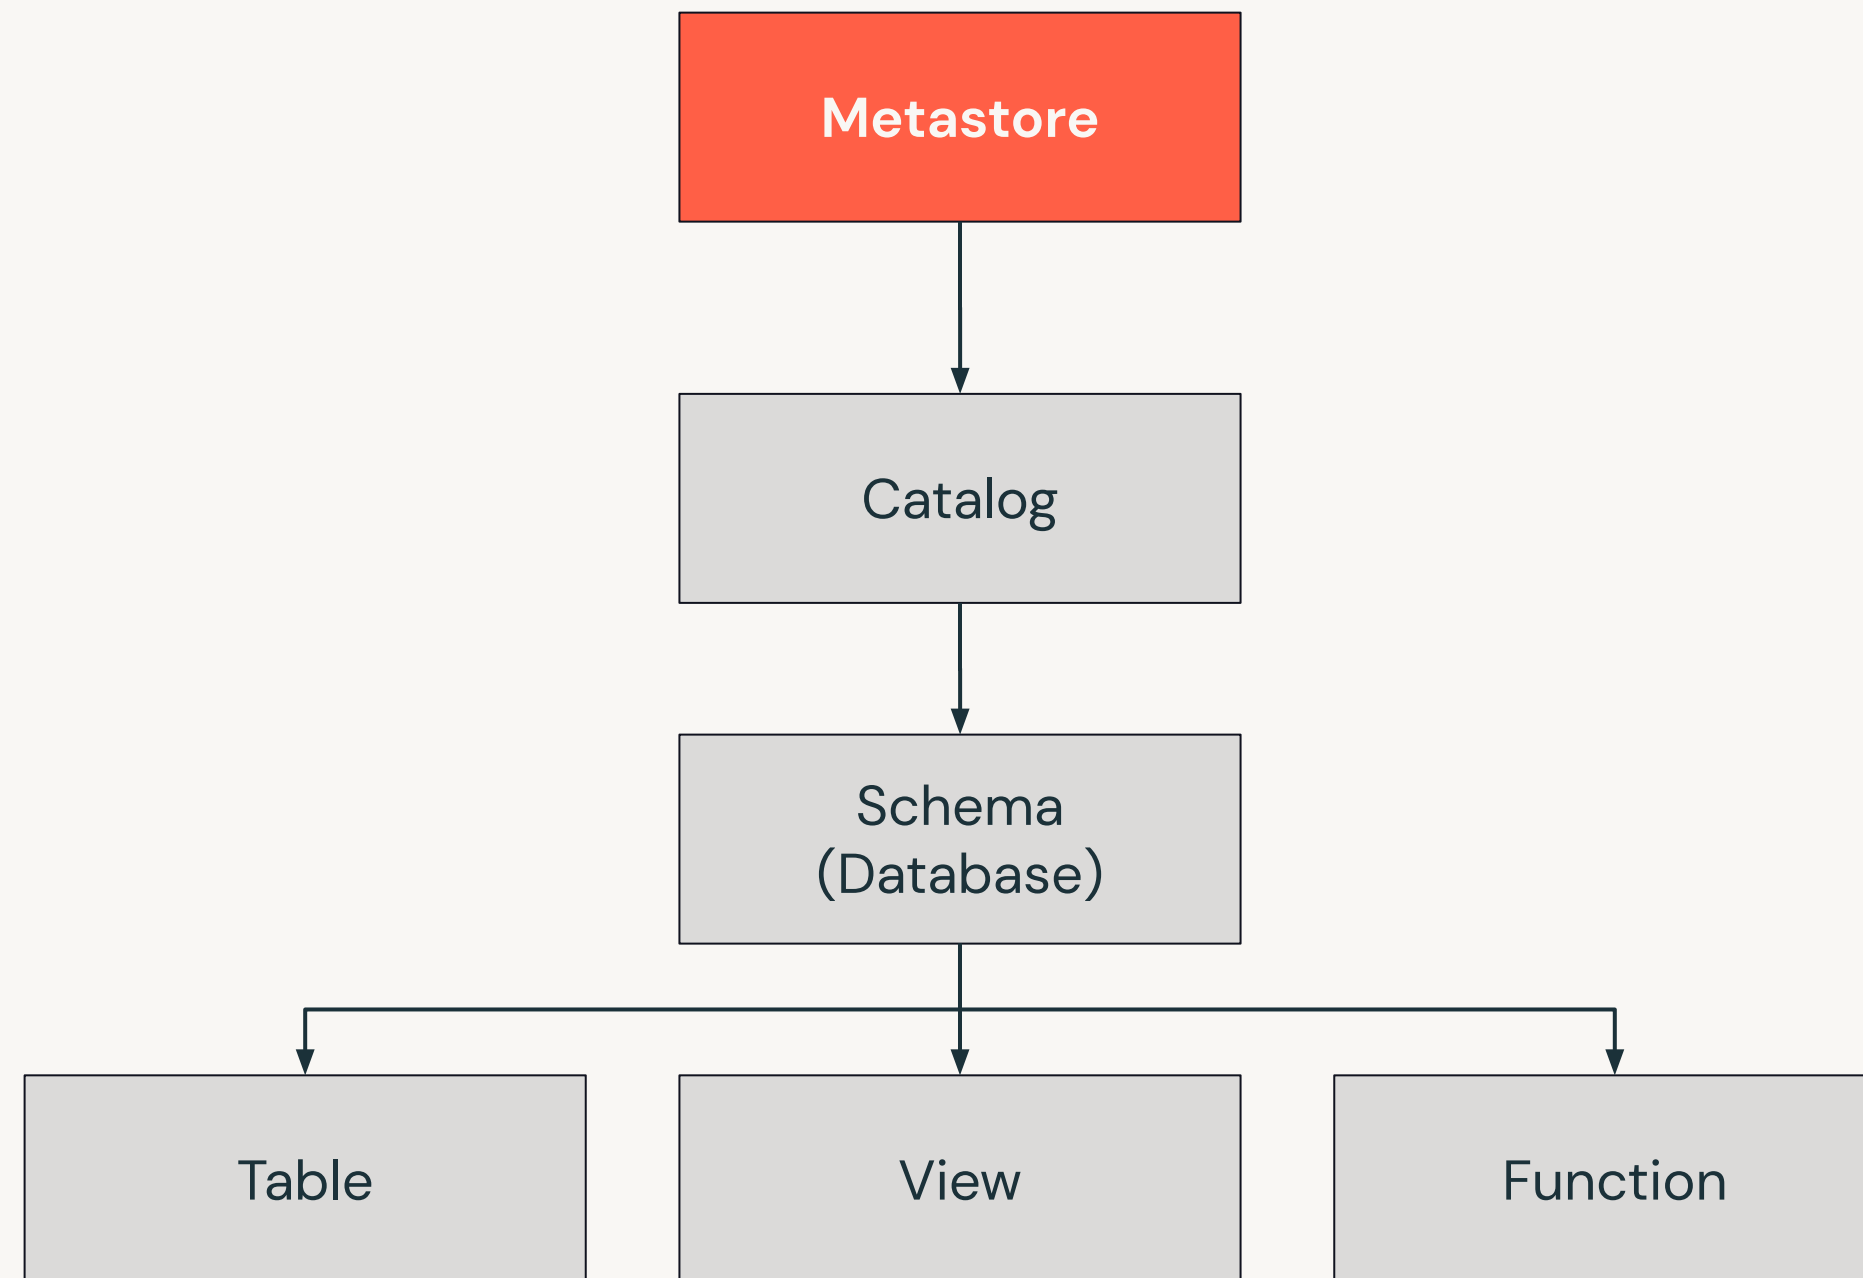 Metastore
Catalog
Schema
(Database)
Table
View
Function